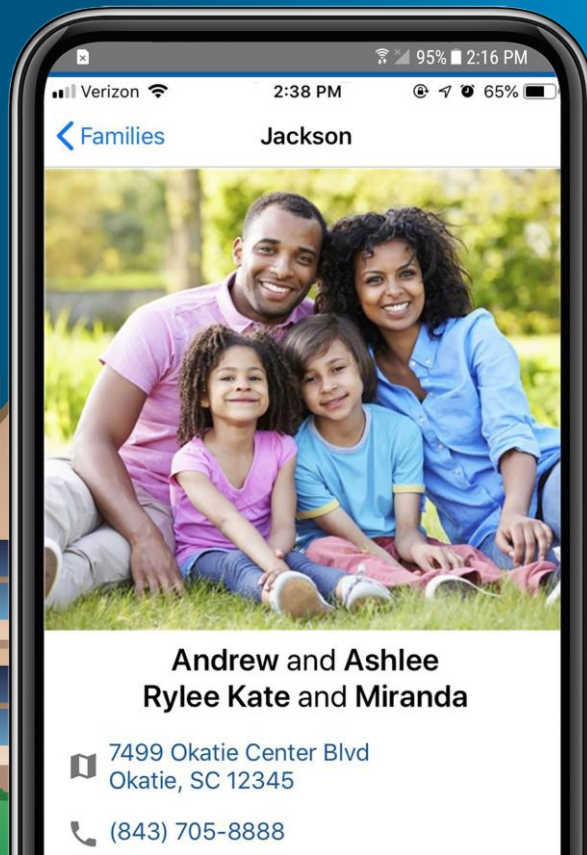 95% 2:16 PM
Verizon 2:38 PM 65%
Families Jackson
Andrew and Ashlee
Rylee Kate and Miranda
7499 Okatie Center Blvd
Okatie, SC 12345
(843) 705-8888